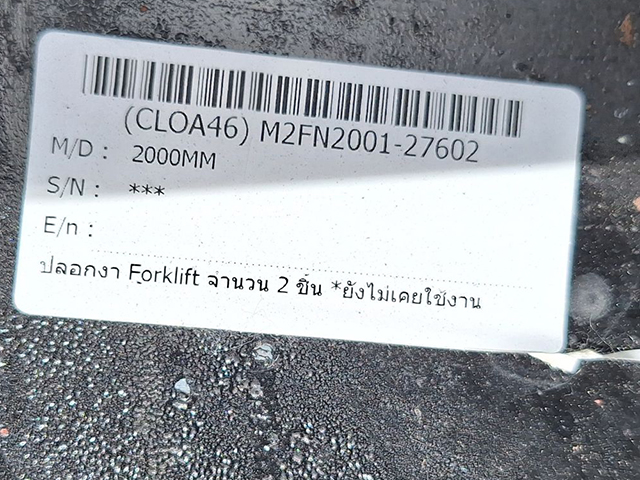 (CLOA46) M2FN2001-27602
M/D : 2000MM
S/N : ***
E/n :
ปลอกงา Forklift จำนวน 2 ชิ้น *ยังไม่เคยใช้งาน